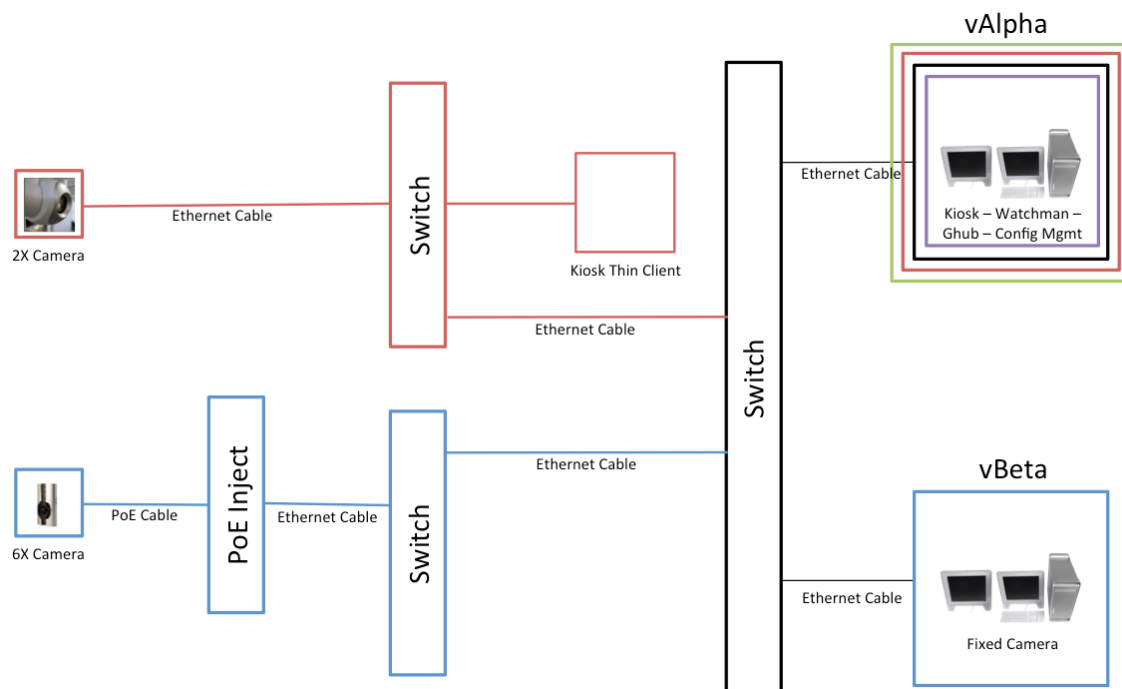 vAlpha
Switch
Ethernet Cable
2X Camera
Kiosk Thin Client
Ethernet Cable
Ethernet Cable
Kiosk – Watchman –
Ghub – Config Mgmt
Switch
PoE Inject
Switch
Ethernet Cable
PoE Cable
Ethernet Cable
6X Camera
vBeta
Ethernet Cable
Fixed Camera